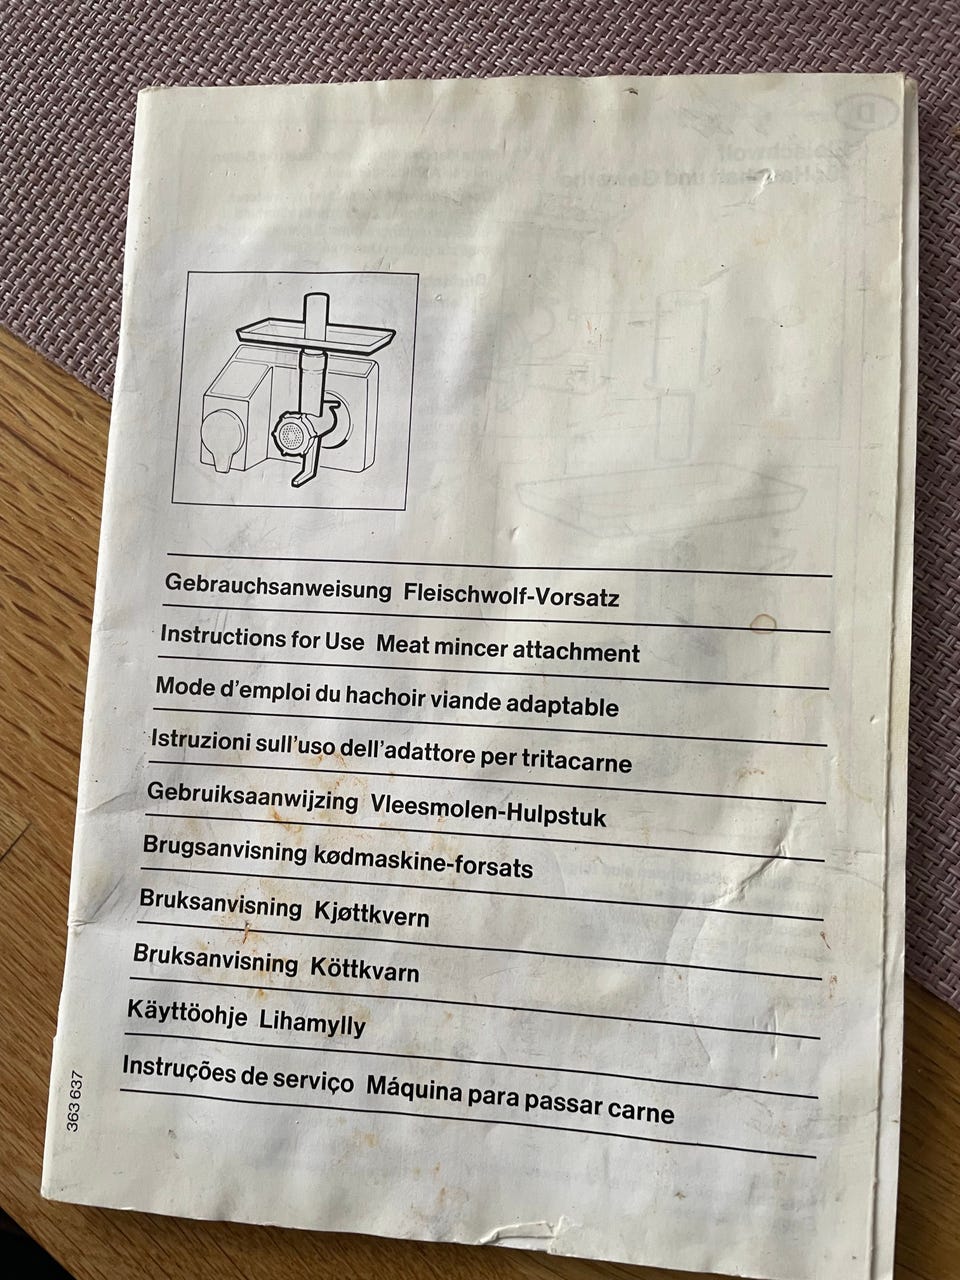 Gebrauchsanweisung Fleischwolf-Vorsatz
Instructions for Use Meat mincer attachment
Mode d'emploi du hachoir viande adaptable
Istruzioni sull'uso dell'adattore per tritacarne
Gebruiksaanwijzing Vleesmolen-Hulpstuk
Brugsanvisning kødmaskine-forsats
Bruksanvisning Kjøttkvern
Bruksanvisning Köttkvarn
Käyttöohje Lihamylly
Instruções de serviço Máquina para passar carne
363 637